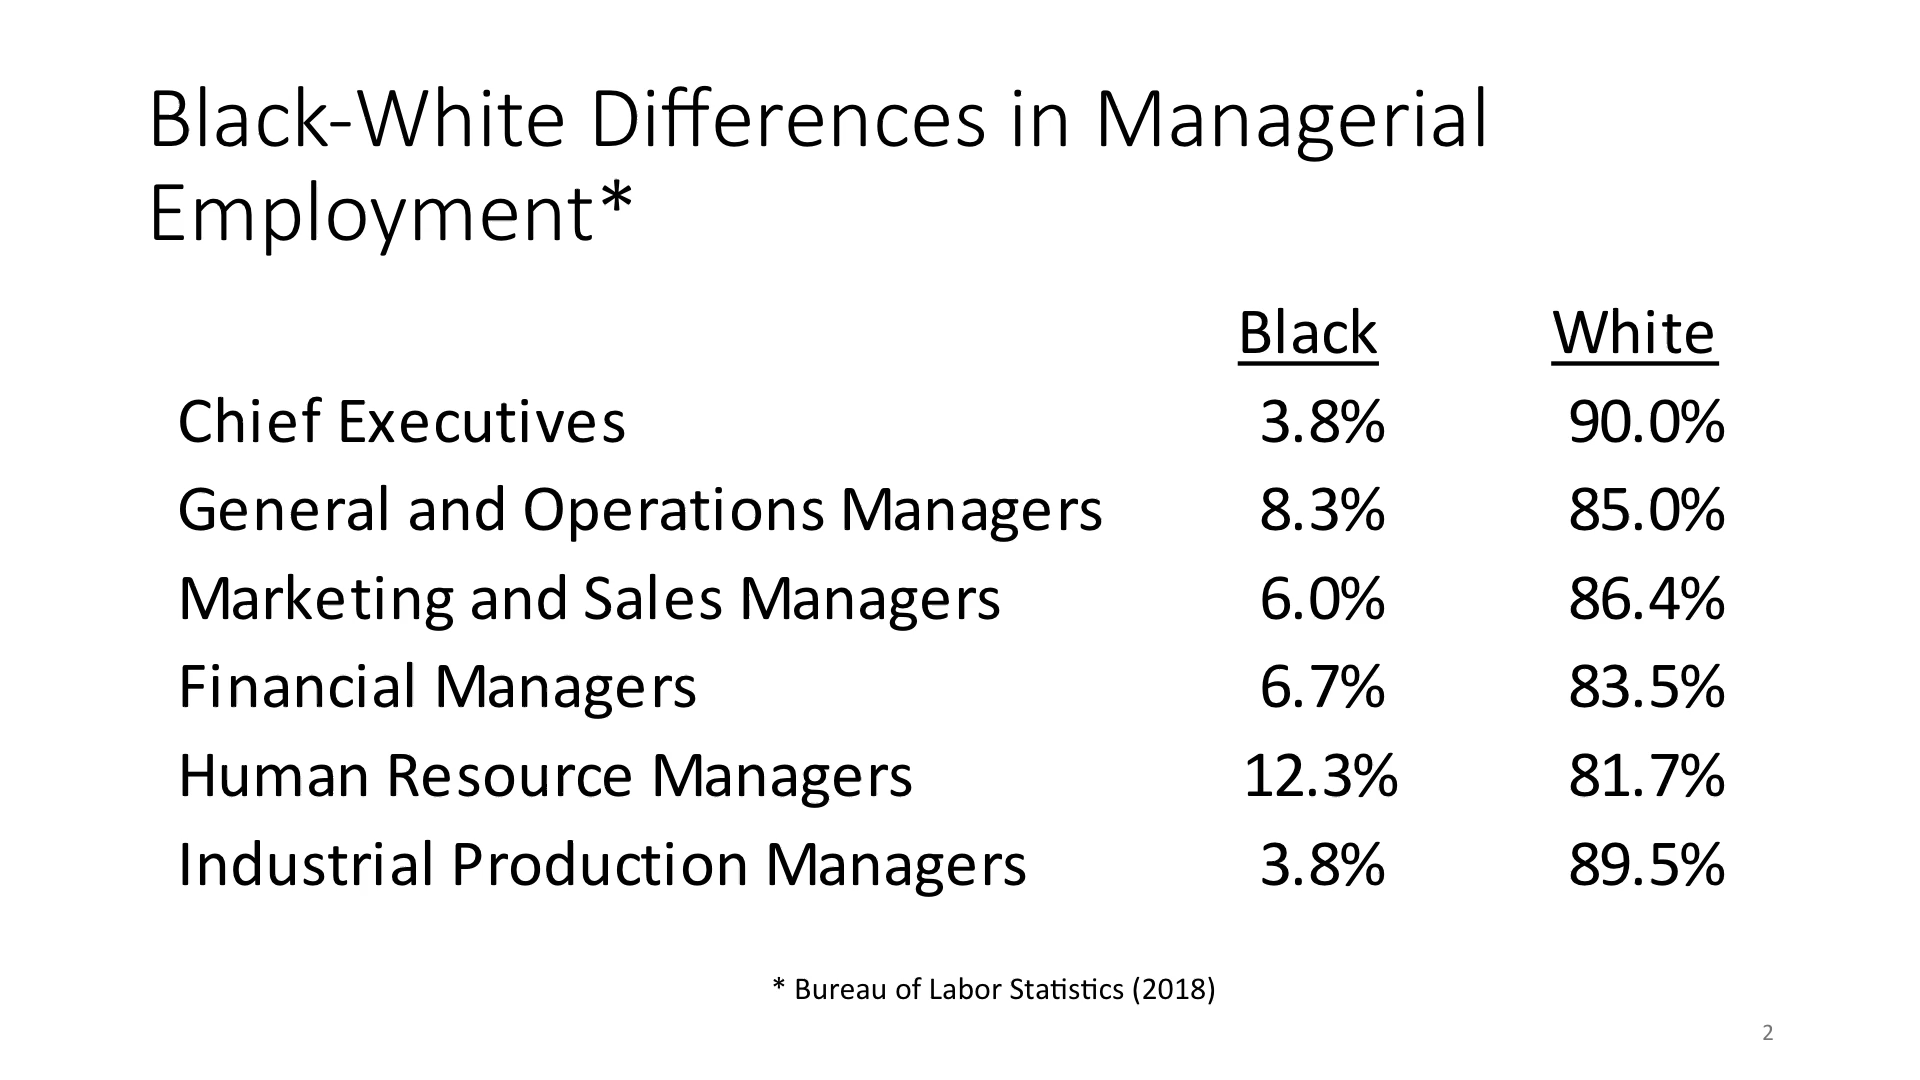 Black-White Differences in Managerial
Employment*
Black White
Chief Executives 3.8% 90.0%
General and Operations Managers 8.3% 85.0%
Marketing and Sales Managers 6.0% 86.4%
Financial Managers 6.7% 83.5%
Human Resource Managers 12.3% 81.7%
Industrial Production Managers 3.8% 89.5%
* Bureau of Labor Statistics (2018)
2